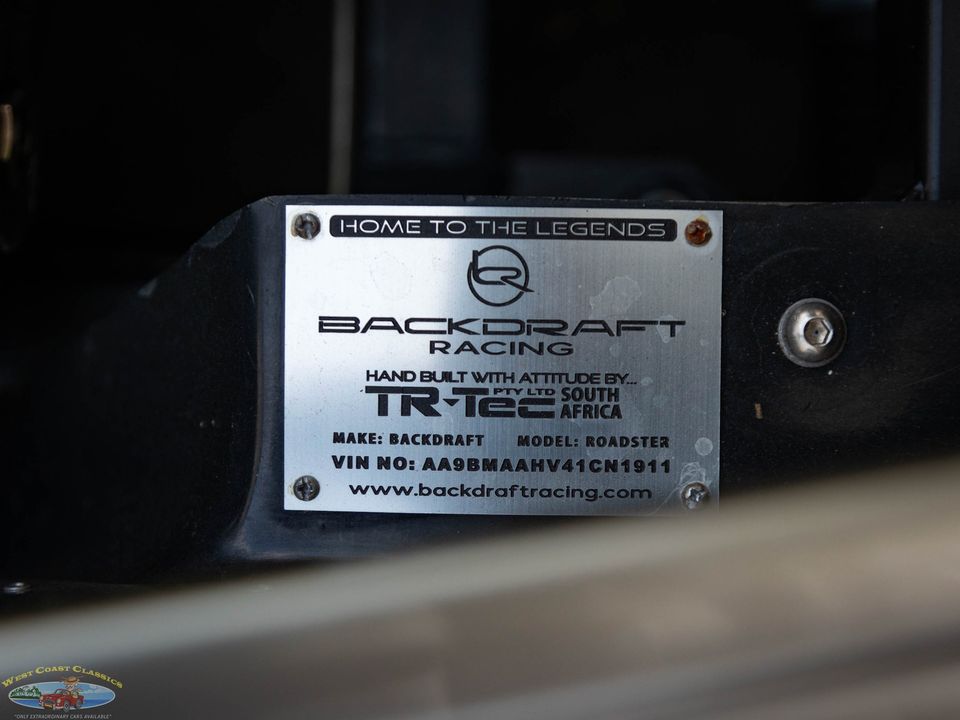 HOME TO THE LEGENDS
BR
BACKDRAFT
RACING
HAND BUILT WITH ATTITUDE BY...
TR-Tec PTY LTD SOUTH AFRICA
MAKE: BACKDRAFT MODEL: ROADSTER
VIN NO: AA9BMAAHV41CN1911
www.backdraftracing.com
WEST COAST CLASSICS
"ONLY EXTRAORDINARY CARS AVAILABLE"